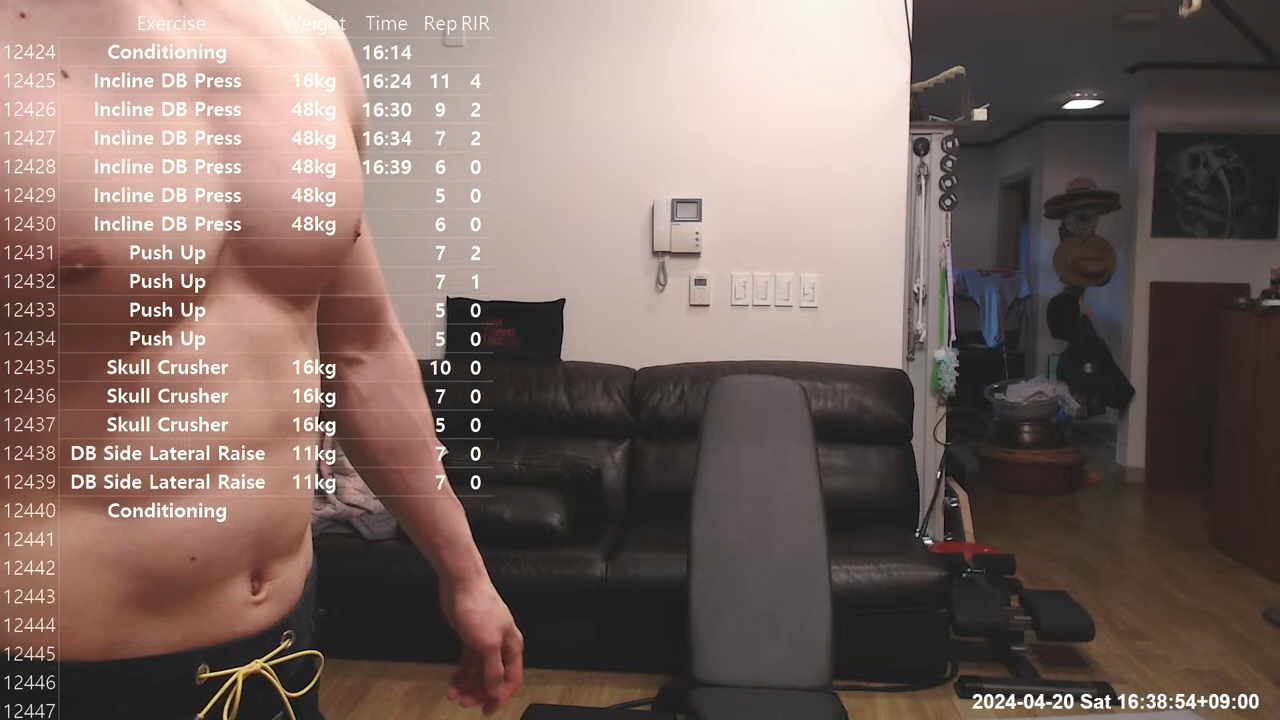 Exercise Weight Time Rep RIR
12424 Conditioning 16:14
12425 Incline DB Press 16kg 16:24 11 4
12426 Incline DB Press 48kg 16:30 9 2
12427 Incline DB Press 48kg 16:34 7 2
12428 Incline DB Press 48kg 16:39 6 0
12429 Incline DB Press 48kg 5 0
12430 Incline DB Press 48kg 6 0
12431 Push Up 7 2
12432 Push Up 7 1
12433 Push Up 5 0
12434 Push Up 5 0
12435 Skull Crusher 16kg 10 0
12436 Skull Crusher 16kg 7 0
12437 Skull Crusher 16kg 5 0
12438 DB Side Lateral Raise 11kg 7 0
12439 DB Side Lateral Raise 11kg 7 0
12440 Conditioning
12441
12442
12443
12444
12445
12446
12447
2024-04-20 Sat 16:38:54+09:00